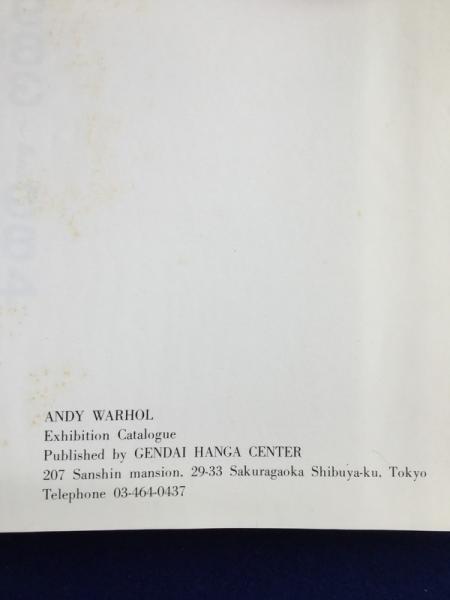 ANDY WARHOL
Exhibition Catalogue
Published by GENDAI HANGA CENTER
207 Sanshin mansion. 29-33 Sakuragaoka Shibuya-ku. Tokyo
Telephone 03-464-0437